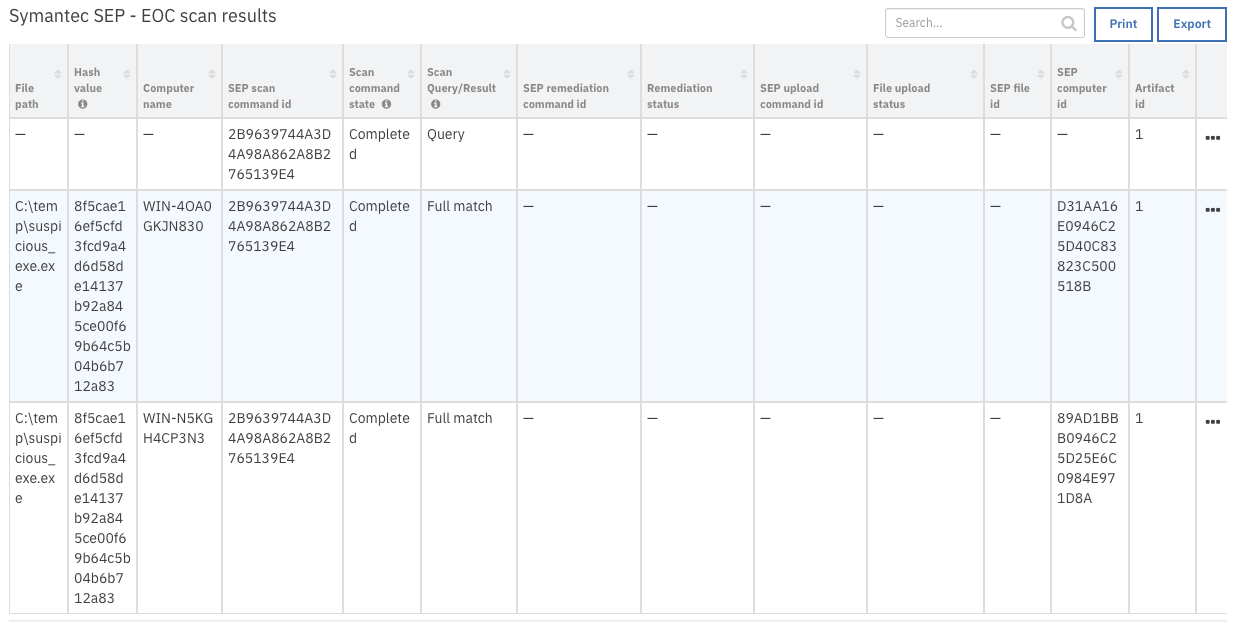 Symantec SEP - EOC scan results
Search...
Print
Export
File
path
Hash
value
Computer
name
SEP scan
command id
Scan
command
state
Scan
Query/Result
SEP remediation
command id
Remediation
status
SEP upload
command id
File upload
status
SEP file
id
SEP
computer
id
Artifact
id
—
—
—
2B9639744A3D
4A98A862A8B2
765139E4
Complete
d
Query
—
—
—
—
—
—
1
•••
C:\tem
p\suspi
cious_
exe.ex
e
8f5cae1
6ef5cfd
3fcd9a4
d6d58d
e14137
b92a84
5ce00f6
9b64c5b
04b6b7
12a83
WIN-4OA0
GKJN830
2B9639744A3D
4A98A862A8B2
765139E4
Complete
d
Full match
—
—
—
—
—
D31AA16
E0946C2
5D40C83
823C500
518B
1
•••
C:\tem
p\suspi
cious_
exe.ex
e
8f5cae1
6ef5cfd
3fcd9a4
d6d58d
e14137
b92a84
5ce00f6
9b64c5b
04b6b7
12a83
WIN-N5KG
H4CP3N3
2B9639744A3D
4A98A862A8B2
765139E4
Complete
d
Full match
—
—
—
—
—
89AD1BB
B0946C2
5D25E6C
0984E97
1D8A
1
•••